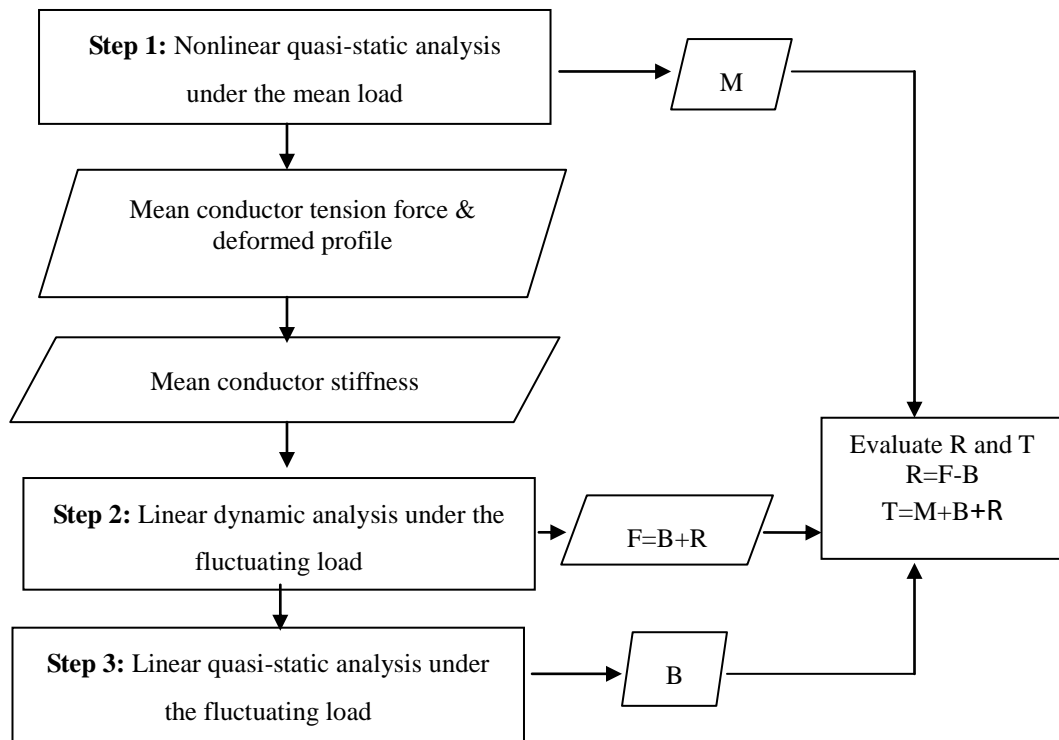 Step 1: Nonlinear quasi-static analysis
under the mean load
M
Mean conductor tension force &
deformed profile
Mean conductor stiffness
Step 2: Linear dynamic analysis under the
fluctuating load
F=B+R
Evaluate R and T
R=F-B
T=M+B+R
Step 3: Linear quasi-static analysis under
the fluctuating load
B